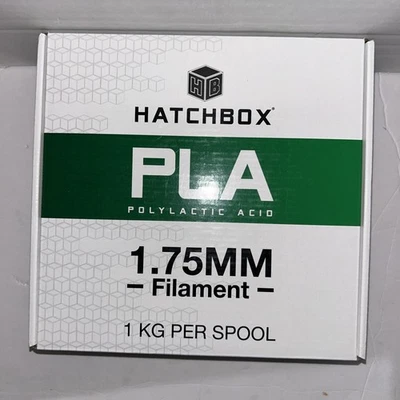 HB
HATCHBOX®
PLA
POLYLACTIC ACID
1.75MM
– Filament –
1 KG PER SPOOL